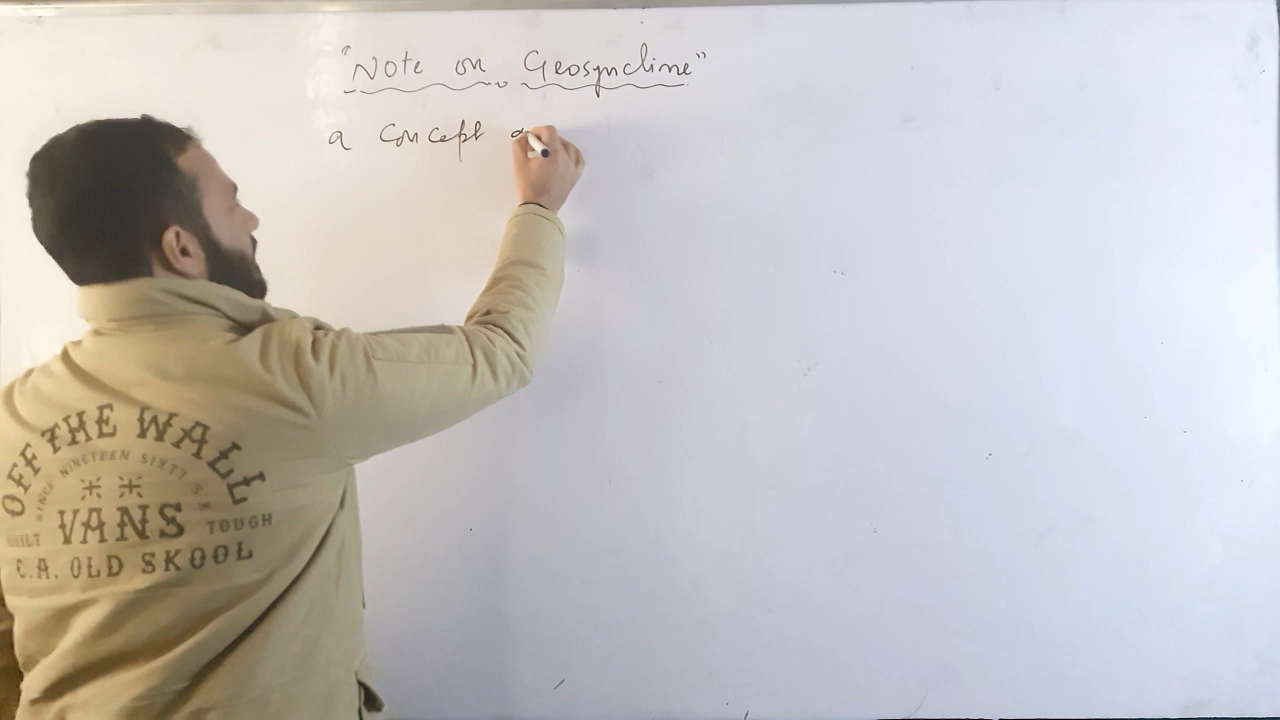 "Note on Geosyncline"
a concept
OFF THE WALL
SINCE NINETEEN SIXTY SIX
VANS
BUILT TOUGH
C.A. OLD SKOOL